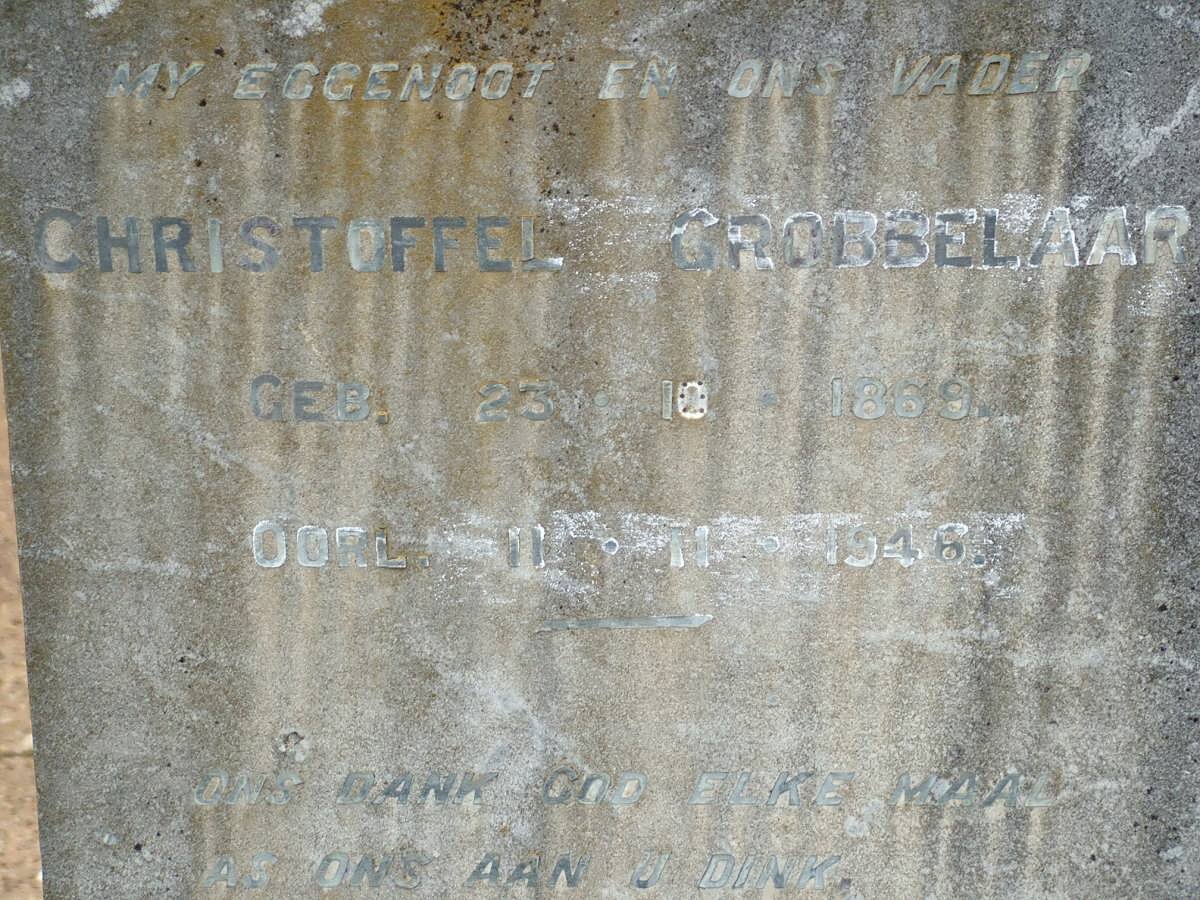 MY EGGENOOT EN ONS VADER
CHRISTOFFEL GROBBELAAR
GEB. 23 · 10 · 1869.
OORL. 11 · 11 · 1946.
ONS DANK GOD ELKE MAAL
AS ONS AAN U DINK.